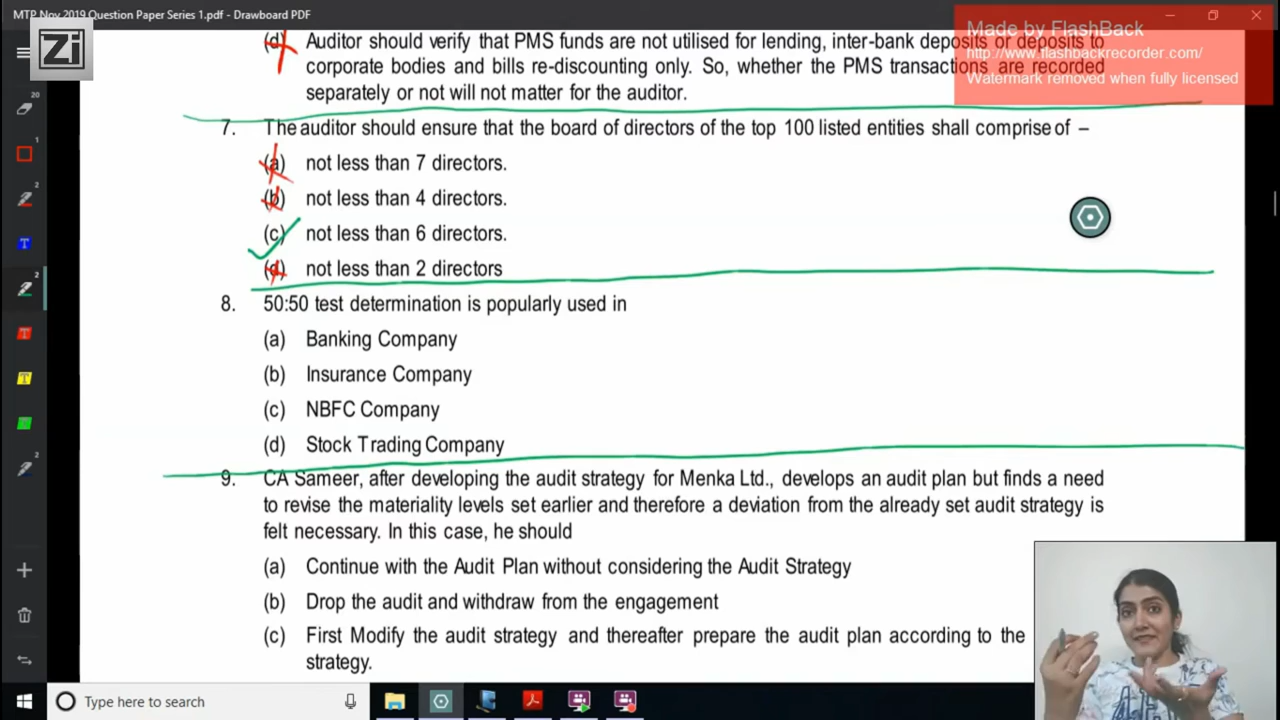 MTP Nov 2019 Question Paper Series 1.pdf - Drawboard PDF
Zi
Made by FlashBack
http://www.flashbackrecorder.com/
Watermark removed when fully licensed
(d) Auditor should verify that PMS funds are not utilised for lending, inter-bank deposits or deposits to
corporate bodies and bills re-discounting only. So, whether the PMS transactions are recorded
separately or not will not matter for the auditor.
7. The auditor should ensure that the board of directors of the top 100 listed entities shall comprise of –
(a) not less than 7 directors.
(b) not less than 4 directors.
(c) not less than 6 directors.
(d) not less than 2 directors
8. 50:50 test determination is popularly used in
(a) Banking Company
(b) Insurance Company
(c) NBFC Company
(d) Stock Trading Company
9. CA Sameer, after developing the audit strategy for Menka Ltd., develops an audit plan but finds a need
to revise the materiality levels set earlier and therefore a deviation from the already set audit strategy is
felt necessary. In this case, he should
(a) Continue with the Audit Plan without considering the Audit Strategy
(b) Drop the audit and withdraw from the engagement
(c) First Modify the audit strategy and thereafter prepare the audit plan according to the
strategy.
20
1
2
T
2
T
T
2
Type here to search